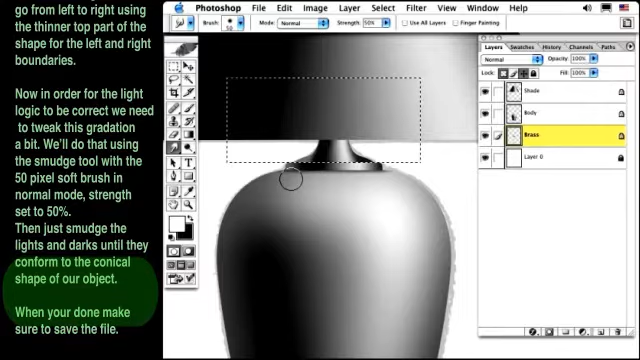 go from left to right using
the thinner top part of the
shape for the left and right
boundaries.
Now in order for the light
logic to be correct we need
to tweak this gradation
a bit. We'll do that using
the smudge tool with the
50 pixel soft brush in
normal mode, strength
set to 50%.
Then just smudge the
lights and darks until they
conform to the conical
shape of our object.
When your done make
sure to save the file.
Photoshop File Edit Image Layer Select Filter View Window Help
Brush: 50 Mode: Normal Strength: 50% Use All Layers Finger Painting
Layers Swatches History Channels Paths
Normal Opacity: 100%
Lock: Fill: 100%
Shade
Body
Brass
Layer 0